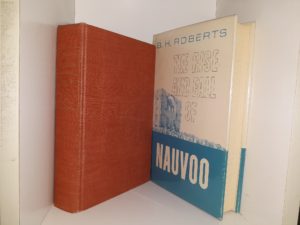 B. H. ROBERTS
THE RISE
AND FALL
OF
NAUVOO